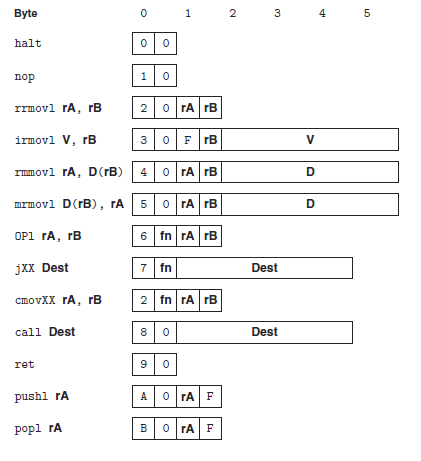 Byte 0 1 2 3 4 5
halt 0 0
nop 1 0
rrmovl rA, rB 2 0 rA rB
irmovl V, rB 3 0 F rB V
rmmovl rA, D(rB) 4 0 rA rB D
mrmovl D(rB), rA 5 0 rA rB D
OPl rA, rB 6 fn rA rB
jXX Dest 7 fn Dest
cmovXX rA, rB 2 fn rA rB
call Dest 8 0 Dest
ret 9 0
pushl rA A 0 rA F
popl rA B 0 rA F